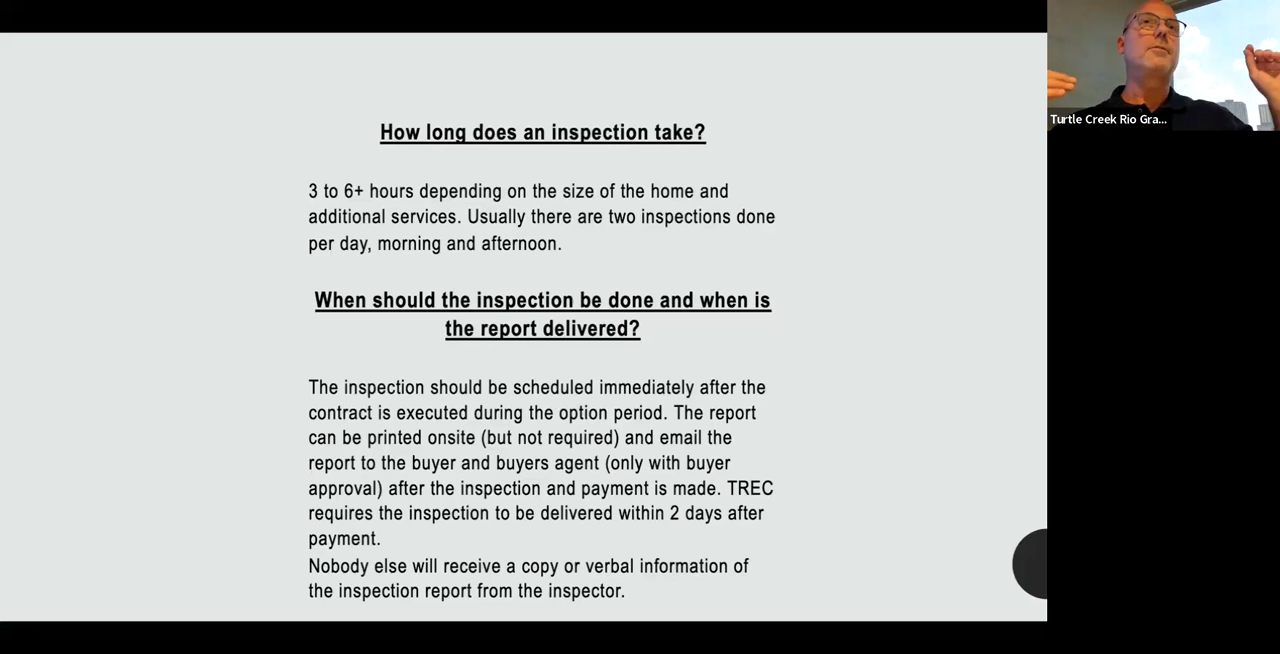 How long does an inspection take?
3 to 6+ hours depending on the size of the home and
additional services. Usually there are two inspections done
per day, morning and afternoon.
When should the inspection be done and when is
the report delivered?
The inspection should be scheduled immediately after the
contract is executed during the option period. The report
can be printed onsite (but not required) and email the
report to the buyer and buyers agent (only with buyer
approval) after the inspection and payment is made. TREC
requires the inspection to be delivered within 2 days after
payment.
Nobody else will receive a copy or verbal information of
the inspection report from the inspector.
Turtle Creek Rio Gra...